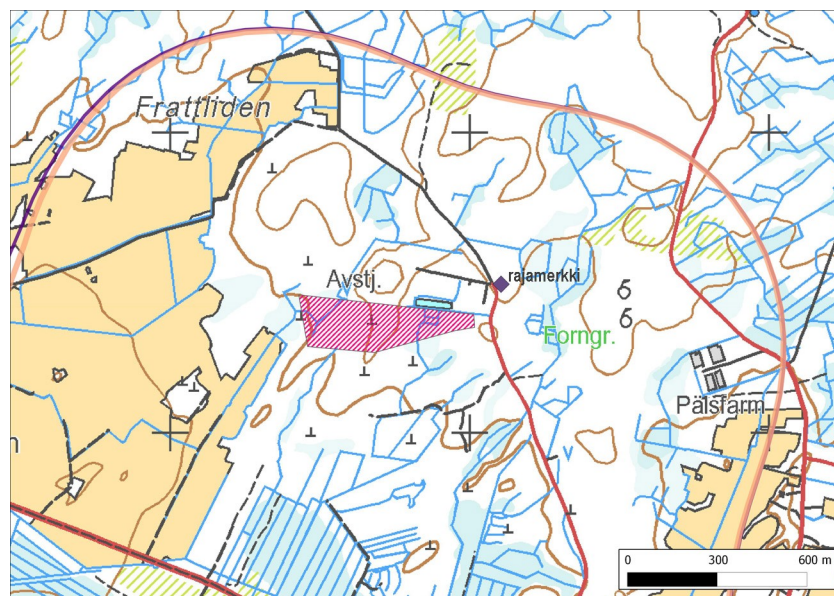 Frattliden
Avstj.
rajamerkki
Forngr.
Pälsfarm
n
0 300 600 m